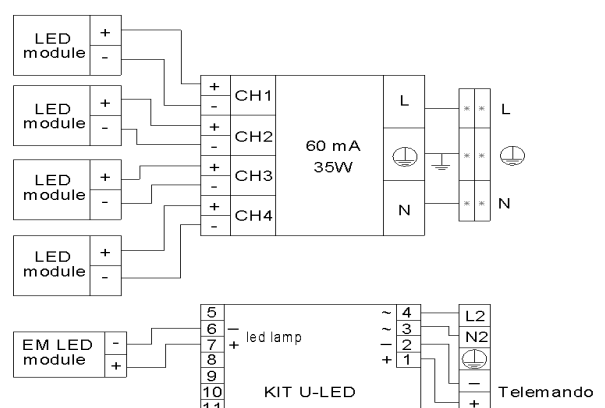 LED
module
+
-
LED
module
+
-
LED
module
+
-
LED
module
+
-
+
-
CH1
+
-
CH2
+
-
CH3
+
-
CH4
60 mA
35W
L
N
* *
* *
* *
L
N
EM LED
module
-
+
5
6
7
8
9
10
11
−
+
led lamp
KIT U-LED
~ 4
~ 3
− 2
+ 1
L2
N2
−
+
Telemando